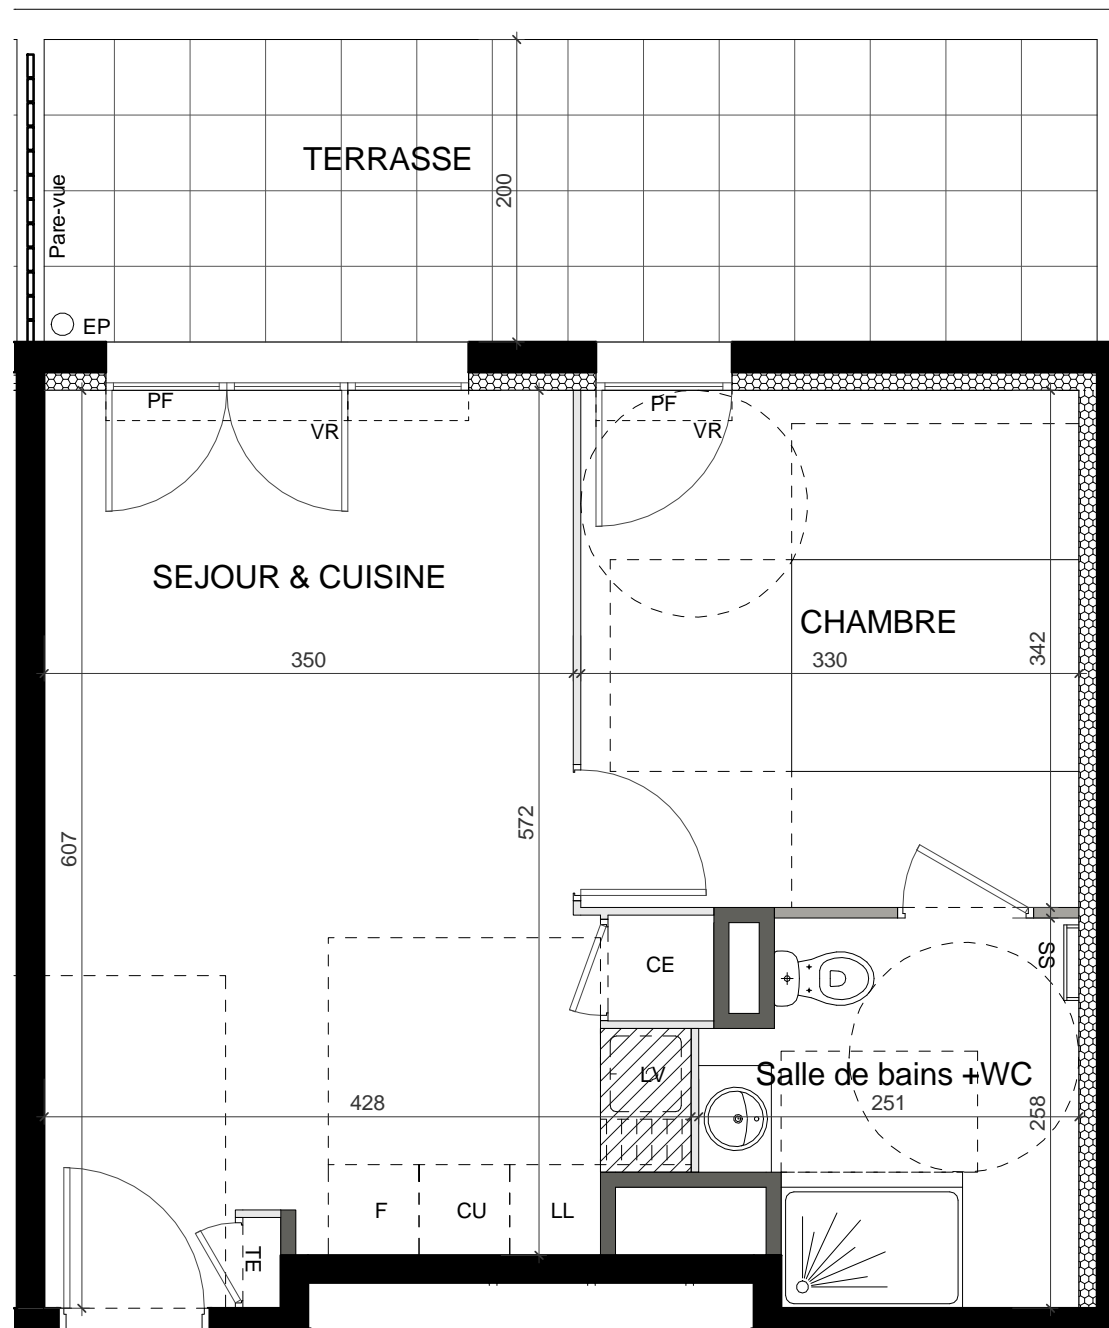 TERRASSE
200
Pare-vue
EP
PF
VR
PF
VR
SEJOUR & CUISINE
CHAMBRE
350
330
342
607
572
CE
SS
LV
Salle de bains +WC
428
251
258
F
CU
LL
TE